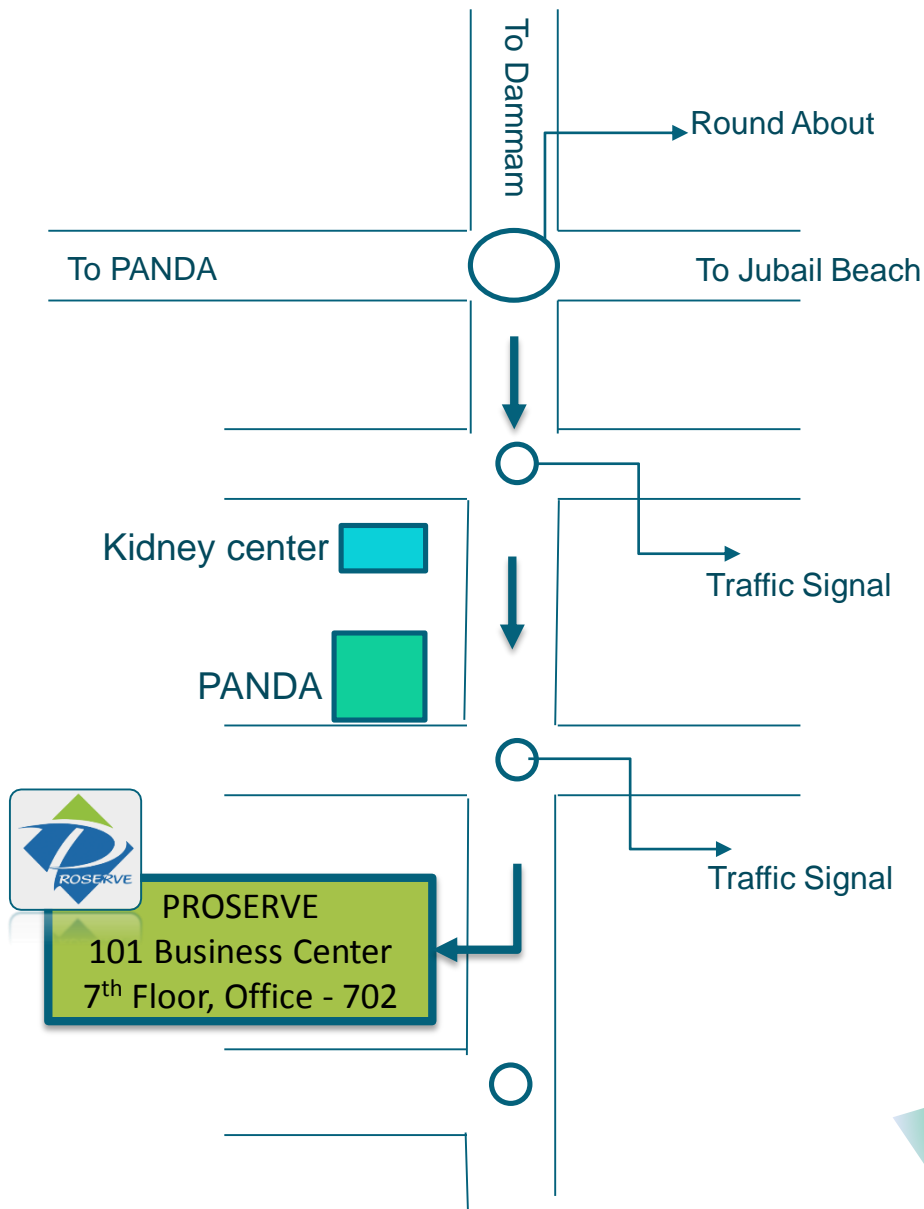 To Dammam
Round About
To PANDA
To Jubail Beach
Kidney center
Traffic Signal
PANDA
Traffic Signal
ROSERVE
PROSERVE
101 Business Center
7th Floor, Office - 702